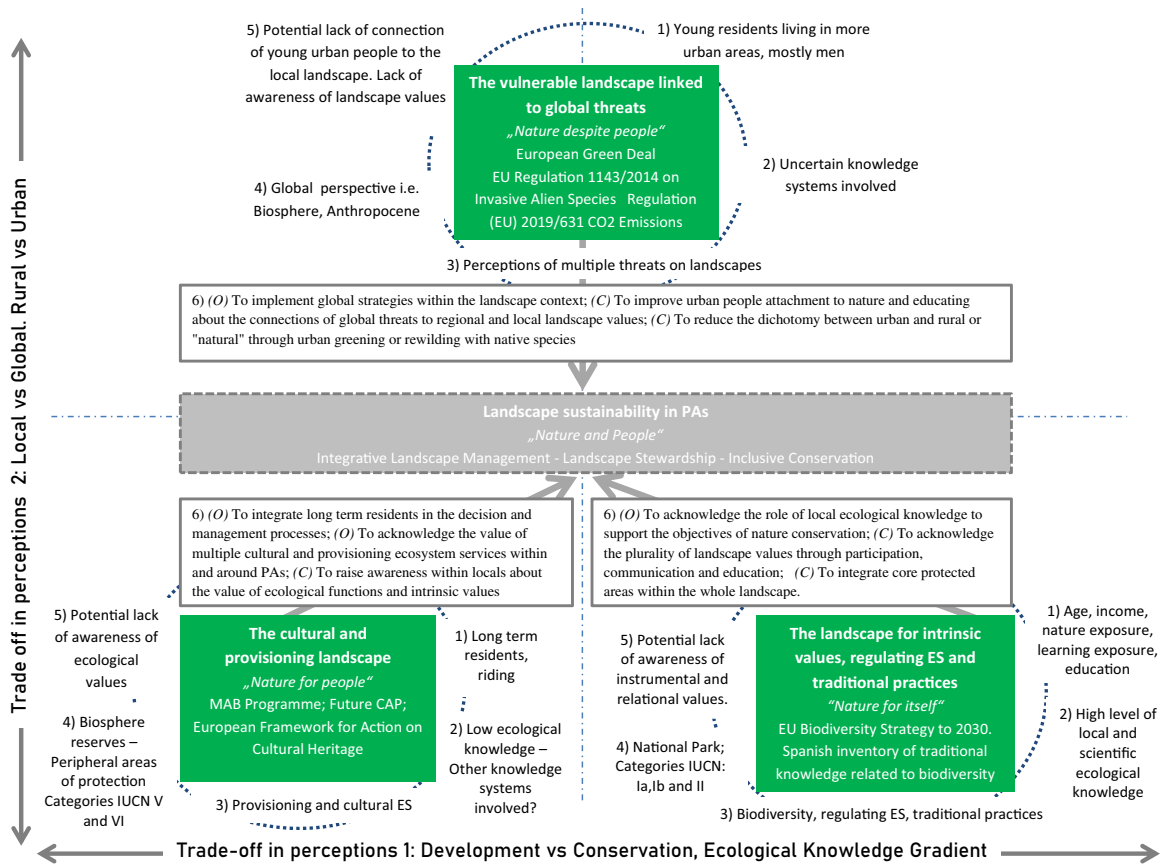 5) Potential lack of connection
of young urban people to the
local landscape. Lack of
awareness of landscape values
1) Young residents living in more
urban areas, mostly men
The vulnerable landscape linked
to global threats
„Nature despite people“
European Green Deal
EU Regulation 1143/2014 on
Invasive Alien Species Regulation
(EU) 2019/631 CO2 Emissions
2) Uncertain knowledge
systems involved
4) Global perspective i.e.
Biosphere, Anthropocene
3) Perceptions of multiple threats on landscapes
6) (O) To implement global strategies within the landscape context; (C) To improve urban people attachment to nature and educating
about the connections of global threats to regional and local landscape values; (C) To reduce the dichotomy between urban and rural or
"natural" through urban greening or rewilding with native species
Landscape sustainability in PAs
„Nature and People“
Integrative Landscape Management - Landscape Stewardship - Inclusive Conservation
6) (O) To integrate long term residents in the decision and
management processes; (O) To acknowledge the value of
multiple cultural and provisioning ecosystem services within
and around PAs; (C) To raise awareness within locals about
the value of ecological functions and intrinsic values
6) (O) To acknowledge the role of local ecological knowledge to
support the objectives of nature conservation; (C) To acknowledge
the plurality of landscape values through participation,
communication and education; (C) To integrate core protected
areas within the whole landscape.
5) Potential lack
of awareness of
ecological
values
The cultural and
provisioning landscape
„Nature for people“
MAB Programme; Future CAP;
European Framework for Action on
Cultural Heritage
1) Long term
residents,
riding
4) Biosphere
reserves –
Peripheral areas
of protection
Categories IUCN V
and VI
2) Low ecological
knowledge –
Other knowledge
systems
involved?
3) Provisioning and cultural ES
5) Potential lack
of awareness of
instrumental and
relational values.
The landscape for intrinsic
values, regulating ES and
traditional practices
“Nature for itself“
EU Biodiversity Strategy to 2030.
Spanish inventory of traditional
knowledge related to biodiversity
1) Age, income,
nature exposure,
learning exposure,
education
4) National Park;
Categories IUCN:
Ia,Ib and II
2) High level of
local and
scientific
ecological
knowledge
3) Biodiversity, regulating ES, traditional practices
Trade off in perceptions 2: Local vs Global. Rural vs Urban
Trade-off in perceptions 1: Development vs Conservation, Ecological Knowledge Gradient